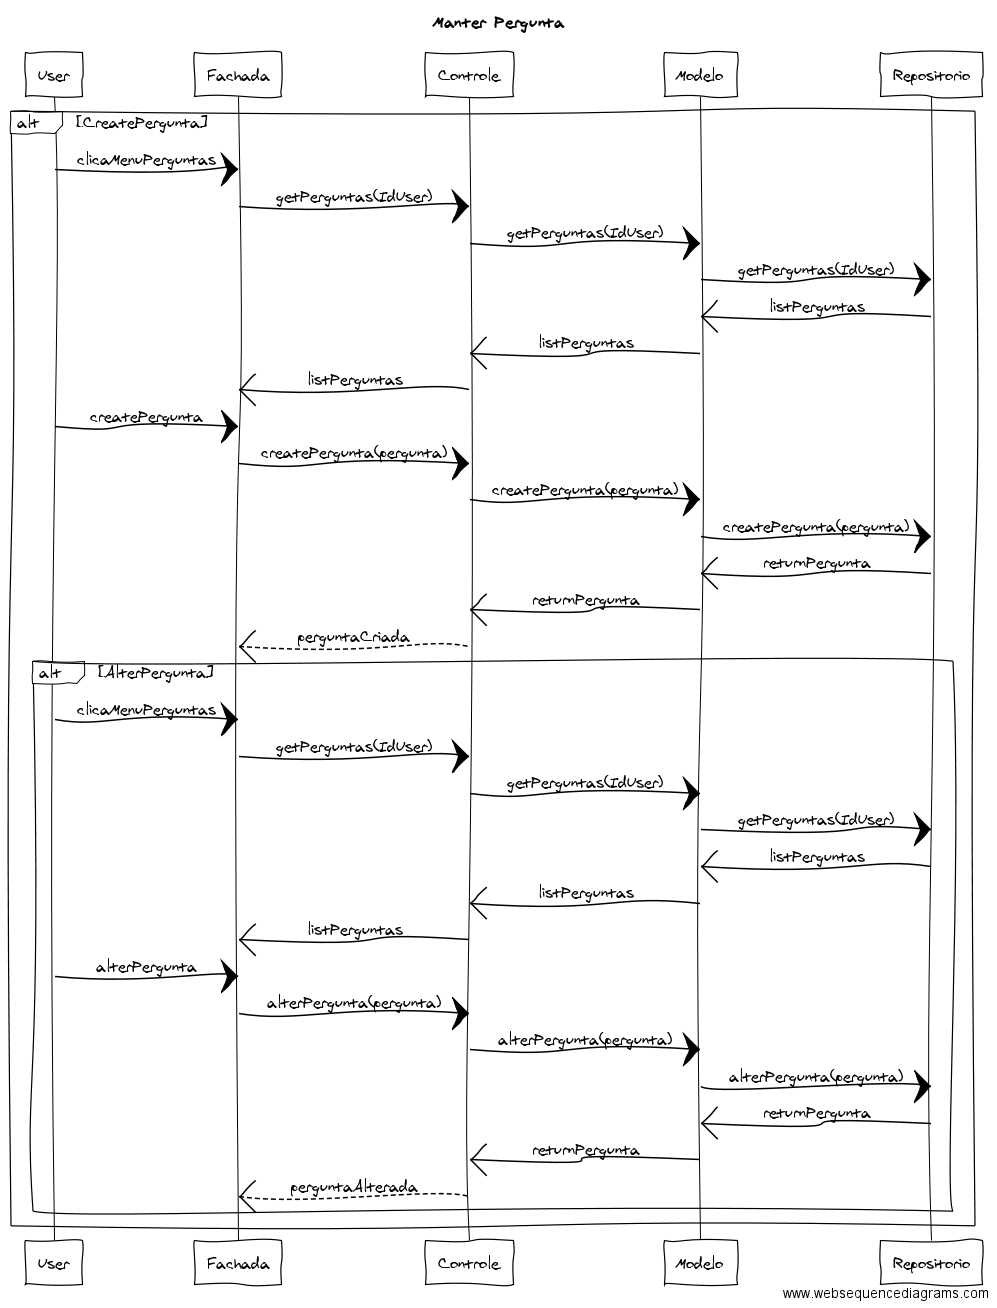 Manter Pergunta
User Fachada Controle Modelo Repositorio
alt [CreatePergunta]
clicaMenuPerguntas
getPerguntas(IdUser)
getPerguntas(IdUser)
getPerguntas(IdUser)
listPerguntas
listPerguntas
listPerguntas
createPergunta
createPergunta(pergunta)
createPergunta(pergunta)
createPergunta(pergunta)
returnPergunta
returnPergunta
perguntaCriada
alt [AlterPergunta]
clicaMenuPerguntas
getPerguntas(IdUser)
getPerguntas(IdUser)
getPerguntas(IdUser)
listPerguntas
listPerguntas
listPerguntas
alterPergunta
alterPergunta(pergunta)
alterPergunta(pergunta)
alterPergunta(pergunta)
returnPergunta
returnPergunta
perguntaAlterada
User Fachada Controle Modelo Repositorio
www.websequencediagrams.com